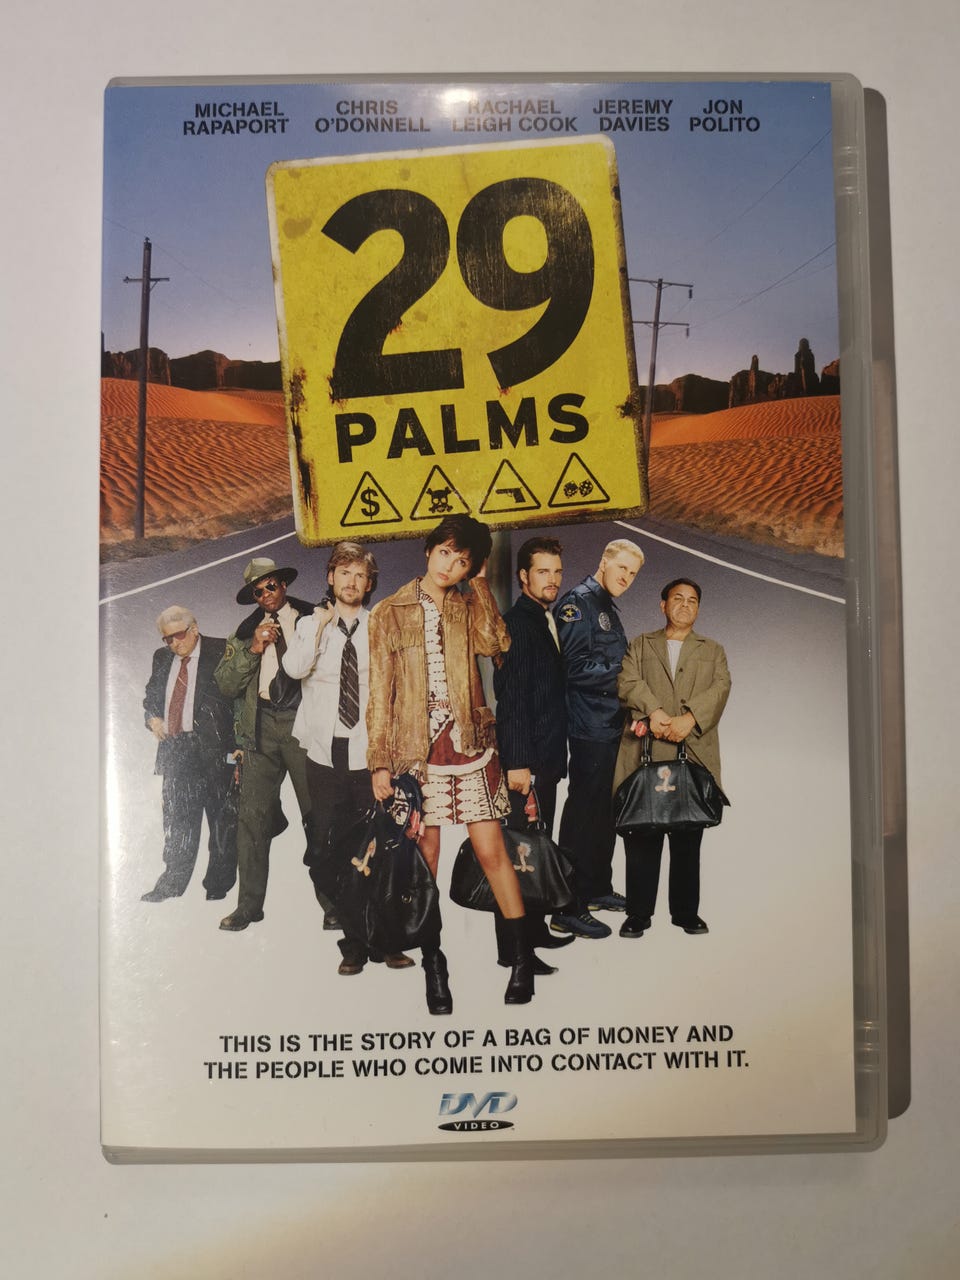 MICHAEL CHRIS RACHAEL JEREMY JON
RAPAPORT O'DONNELL LEIGH COOK DAVIES POLITO
29
PALMS
$
THIS IS THE STORY OF A BAG OF MONEY AND
THE PEOPLE WHO COME INTO CONTACT WITH IT.
DVD
VIDEO